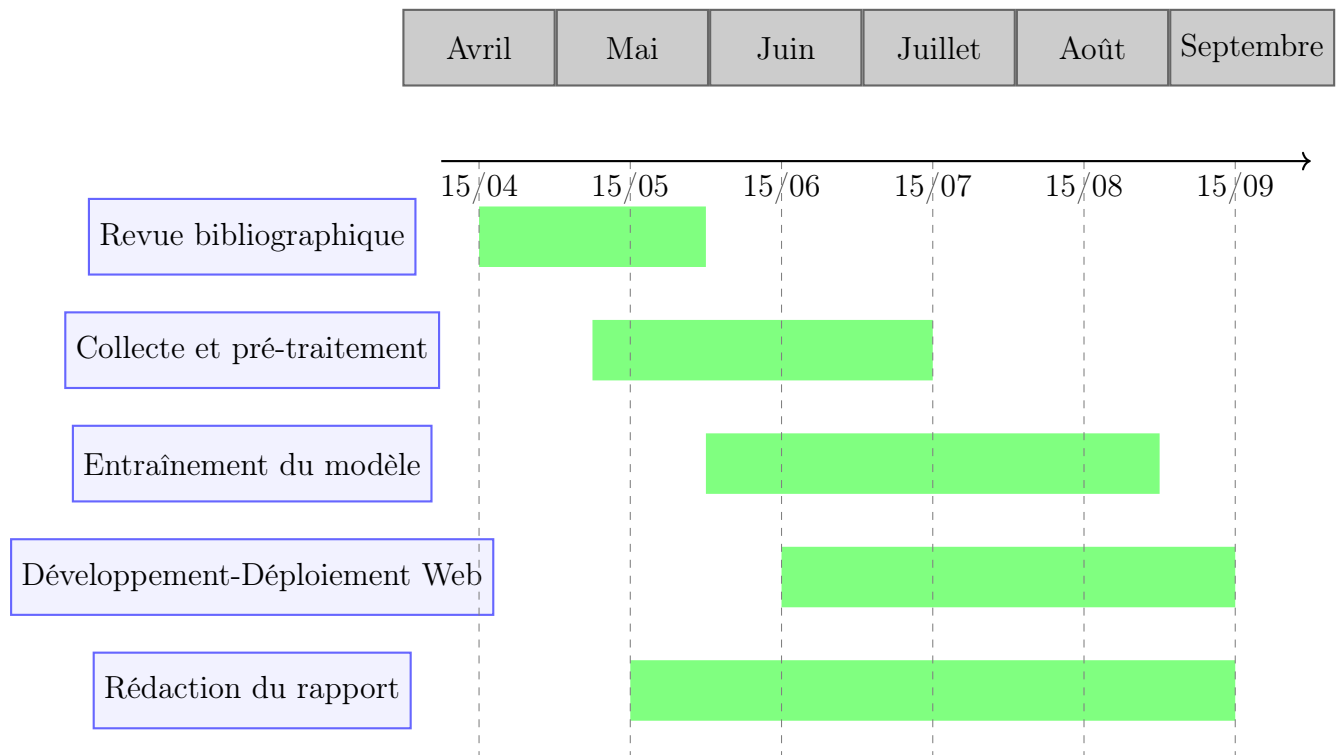 Avril Mai Juin Juillet Août Septembre
15/04 15/05 15/06 15/07 15/08 15/09
Revue bibliographique
Collecte et pré-traitement
Entraînement du modèle
Développement-Déploiement Web
Rédaction du rapport